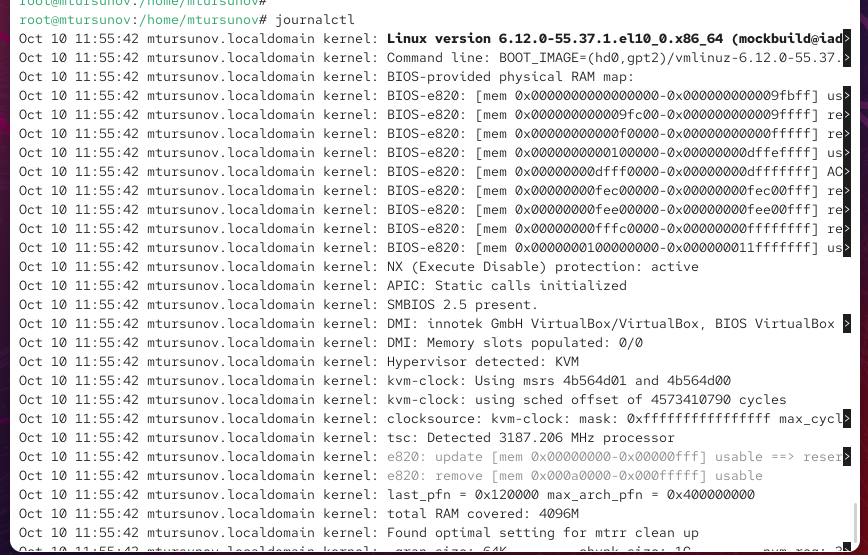 root@mtursunov:/home/mtursunov#
root@mtursunov:/home/mtursunov# journalctl
Oct 10 11:55:42 mtursunov.localdomain kernel: Linux version 6.12.0-55.37.1.el10_0.x86_64 (mockbuild@iad>
Oct 10 11:55:42 mtursunov.localdomain kernel: Command line: BOOT_IMAGE=(hd0,gpt2)/vmlinuz-6.12.0-55.37.>
Oct 10 11:55:42 mtursunov.localdomain kernel: BIOS-provided physical RAM map:
Oct 10 11:55:42 mtursunov.localdomain kernel: BIOS-e820: [mem 0x0000000000000000-0x000000000009fbff] us>
Oct 10 11:55:42 mtursunov.localdomain kernel: BIOS-e820: [mem 0x000000000009fc00-0x000000000009ffff] re>
Oct 10 11:55:42 mtursunov.localdomain kernel: BIOS-e820: [mem 0x00000000000f0000-0x00000000000fffff] re>
Oct 10 11:55:42 mtursunov.localdomain kernel: BIOS-e820: [mem 0x0000000000100000-0x00000000dffeffff] us>
Oct 10 11:55:42 mtursunov.localdomain kernel: BIOS-e820: [mem 0x00000000dfff0000-0x00000000dfffffff] AC>
Oct 10 11:55:42 mtursunov.localdomain kernel: BIOS-e820: [mem 0x00000000fec00000-0x00000000fec00fff] re>
Oct 10 11:55:42 mtursunov.localdomain kernel: BIOS-e820: [mem 0x00000000fee00000-0x00000000fee00fff] re>
Oct 10 11:55:42 mtursunov.localdomain kernel: BIOS-e820: [mem 0x00000000fffc0000-0x00000000ffffffff] re>
Oct 10 11:55:42 mtursunov.localdomain kernel: BIOS-e820: [mem 0x0000000100000000-0x000000011fffffff] us>
Oct 10 11:55:42 mtursunov.localdomain kernel: NX (Execute Disable) protection: active
Oct 10 11:55:42 mtursunov.localdomain kernel: APIC: Static calls initialized
Oct 10 11:55:42 mtursunov.localdomain kernel: SMBIOS 2.5 present.
Oct 10 11:55:42 mtursunov.localdomain kernel: DMI: innotek GmbH VirtualBox/VirtualBox, BIOS VirtualBox >
Oct 10 11:55:42 mtursunov.localdomain kernel: DMI: Memory slots populated: 0/0
Oct 10 11:55:42 mtursunov.localdomain kernel: Hypervisor detected: KVM
Oct 10 11:55:42 mtursunov.localdomain kernel: kvm-clock: Using msrs 4b564d01 and 4b564d00
Oct 10 11:55:42 mtursunov.localdomain kernel: kvm-clock: using sched offset of 4573410790 cycles
Oct 10 11:55:42 mtursunov.localdomain kernel: clocksource: kvm-clock: mask: 0xffffffffffffffff max_cycl>
Oct 10 11:55:42 mtursunov.localdomain kernel: tsc: Detected 3187.206 MHz processor
Oct 10 11:55:42 mtursunov.localdomain kernel: e820: update [mem 0x00000000-0x00000fff] usable ==> reser>
Oct 10 11:55:42 mtursunov.localdomain kernel: e820: remove [mem 0x000a0000-0x000fffff] usable
Oct 10 11:55:42 mtursunov.localdomain kernel: last_pfn = 0x120000 max_arch_pfn = 0x400000000
Oct 10 11:55:42 mtursunov.localdomain kernel: total RAM covered: 4096M
Oct 10 11:55:42 mtursunov.localdomain kernel: Found optimal setting for mtrr clean up
Oct 10 11:55:42 mtursunov.localdomain kernel: